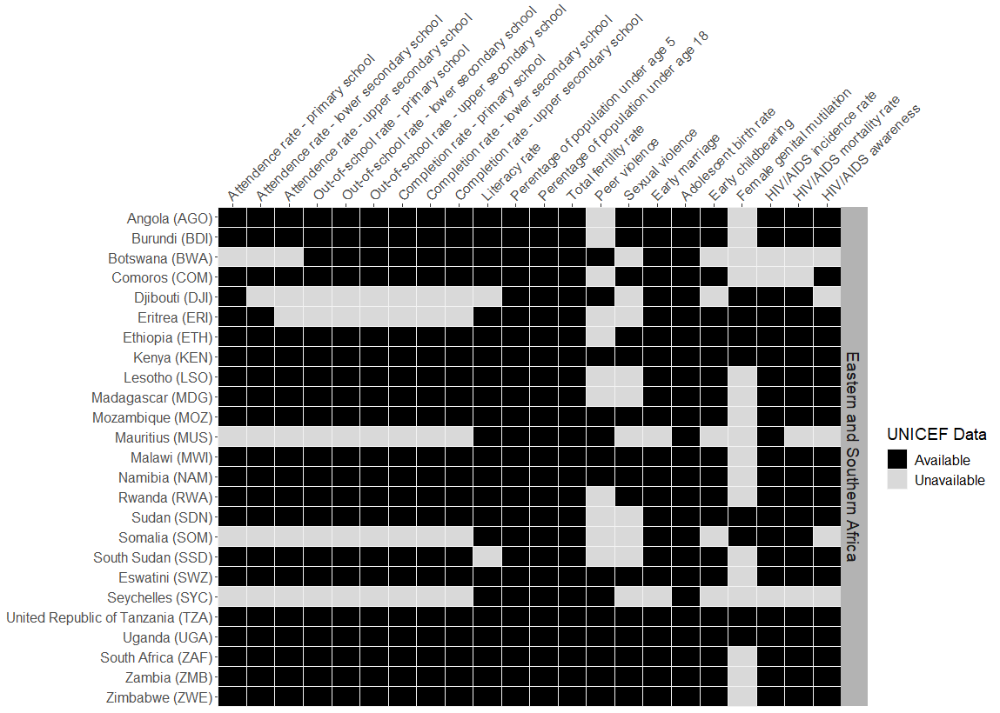 Attendence rate - primary school
Attendence rate - lower secondary school
Attendence rate - upper secondary school
Out-of-school rate - primary school
Out-of-school rate - lower secondary school
Out-of-school rate - upper secondary school
Completion rate - primary school
Completion rate - lower secondary school
Completion rate - upper secondary school
Literacy rate
Perentage of population under age 5
Perentage of population under age 18
Total fertility rate
Peer violence
Sexual violence
Early marriage
Adolescent birth rate
Early childbearing
Female genital mutilation
HIV/AIDS incidence rate
HIV/AIDS mortality rate
HIV/AIDS awareness
Angola (AGO)
Burundi (BDI)
Botswana (BWA)
Comoros (COM)
Djibouti (DJI)
Eritrea (ERI)
Ethiopia (ETH)
Kenya (KEN)
Lesotho (LSO)
Madagascar (MDG)
Mozambique (MOZ)
Mauritius (MUS)
Malawi (MWI)
Namibia (NAM)
Rwanda (RWA)
Sudan (SDN)
Somalia (SOM)
South Sudan (SSD)
Eswatini (SWZ)
Seychelles (SYC)
United Republic of Tanzania (TZA)
Uganda (UGA)
South Africa (ZAF)
Zambia (ZMB)
Zimbabwe (ZWE)
Eastern and Southern Africa
UNICEF Data
Available
Unavailable